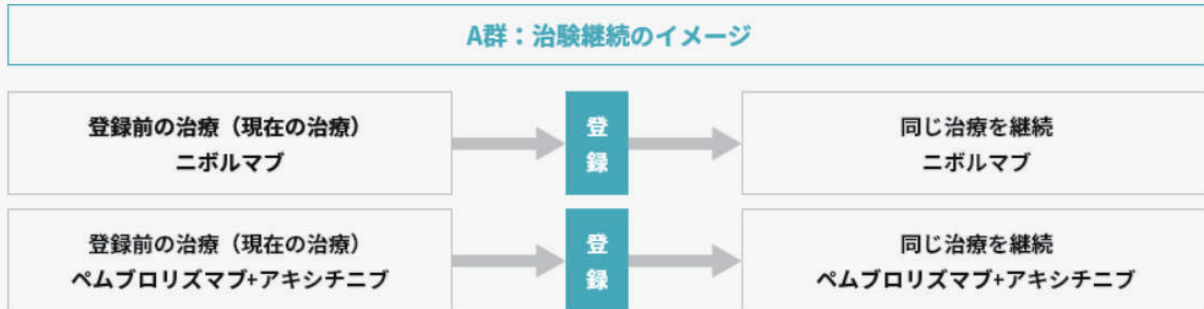 A群：治験継続のイメージ
登録前の治療（現在の治療）
ニボルマブ
登録
同じ治療を継続
ニボルマブ
登録前の治療（現在の治療）
ペムブロリズマブ+アキシチニブ
登録
同じ治療を継続
ペムブロリズマブ+アキシチニブ